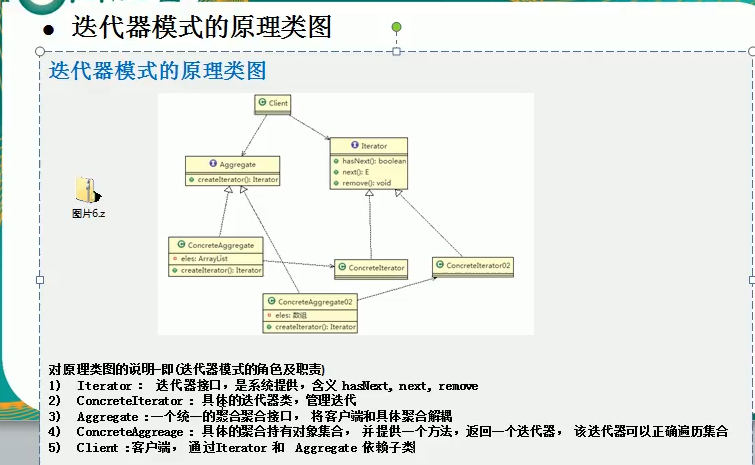 ● 迭代器模式的原理类图
迭代器模式的原理类图
C Client
I Iterator
hasNext(): boolean
next(): E
remove(): void
I Aggregate
createIterator(): Iterator
图片6.z
C ConcreteAggregate
eles: ArrayList
createIterator(): Iterator
C ConcreteIterator
C ConcreteIterator02
C ConcreteAggregate02
eles: 数组
createIterator(): Iterator
对原理类图的说明-即(迭代器模式的角色及职责)
1) Iterator : 迭代器接口，是系统提供，含义 hasNext, next, remove
2) ConcreteIterator : 具体的迭代器类，管理迭代
3) Aggregate :一个统一的聚合聚合接口， 将客户端和具体聚合解耦
4) ConcreteAggreage : 具体的聚合持有对象集合， 并提供一个方法，返回一个迭代器， 该迭代器可以正确遍历集合
5) Client :客户端， 通过Iterator 和 Aggregate 依赖子类